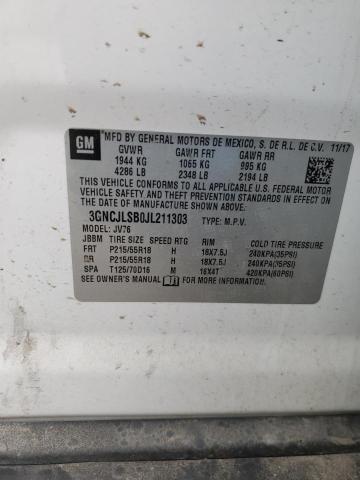 GM MFD BY GENERAL MOTORS DE MEXICO, S. DE R.L. DE C.V. 11/17
GVWR GAWR FRT GAWR RR
1944 KG 1065 KG 995 KG
4286 LB 2348 LB 2194 LB
THIS VEHICLE CONFORMS TO ALL APPLICABLE U.S. FEDERAL MOTOR
VEHICLE SAFETY AND THEFT PREVENTION STANDARDS IN EFFECT ON
THE DATE OF MANUFACTURE SHOWN ABOVE.
3GNCJLSB0JL211303 TYPE: M.P.V.
MODEL: JV76
JBBM TIRE SIZE SPEED RTG RIM COLD TIRE PRESSURE
FRT P215/55R18 H 18X7.5J 240KPA(35PSI)
RR P215/55R18 H 18X7.5J 240KPA(35PSI)
SPA T125/70D16 M 16X4T 420KPA(60PSI)
SEE OWNER'S MANUAL FOR ADDITIONAL INFORMATION